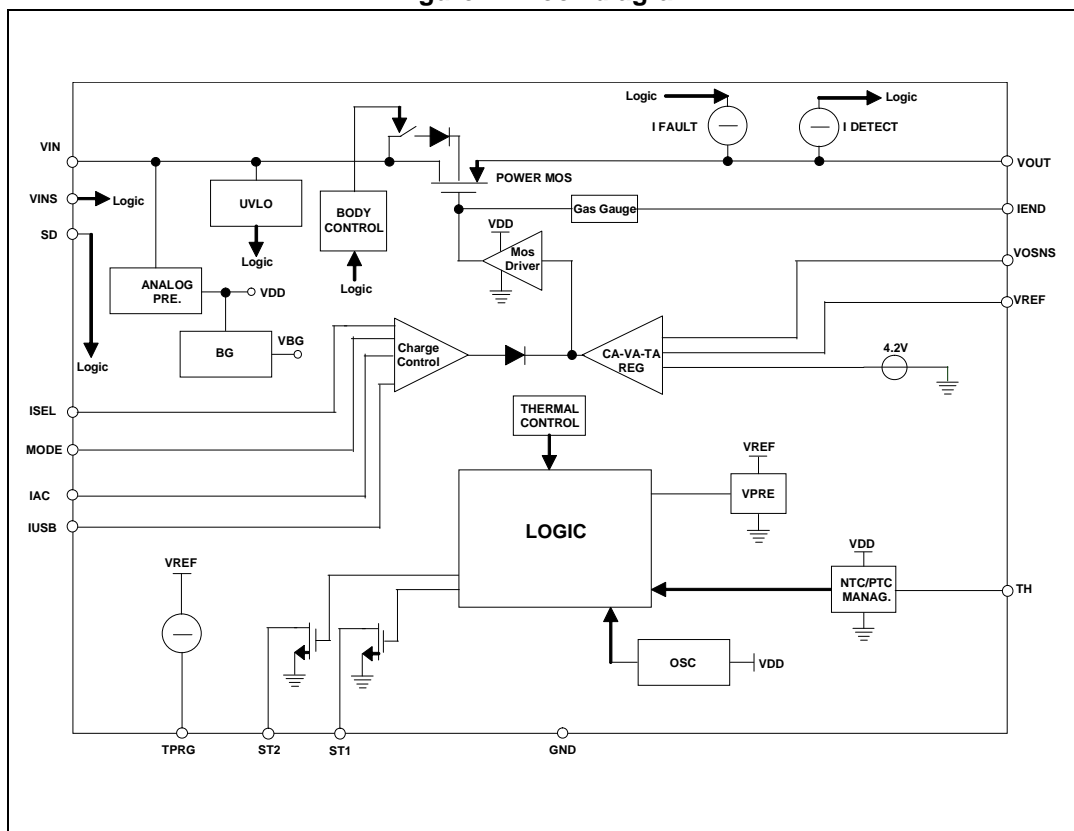 Logic
Logic
I FAULT
I DETECT
VIN
VOUT
POWER MOS
VINS
Logic
UVLO
BODY
CONTROL
Gas Gauge
IEND
SD
VDD
Mos
Driver
VOSNS
Logic
Logic
ANALOG
PRE.
VDD
VREF
VBG
BG
Charge
Control
CA-VA-TA
REG
4.2V
Logic
ISEL
THERMAL
CONTROL
MODE
VREF
IAC
VPRE
LOGIC
IUSB
VDD
VREF
NTC/PTC
MANAG.
TH
OSC
VDD
TPRG
ST2
ST1
GND